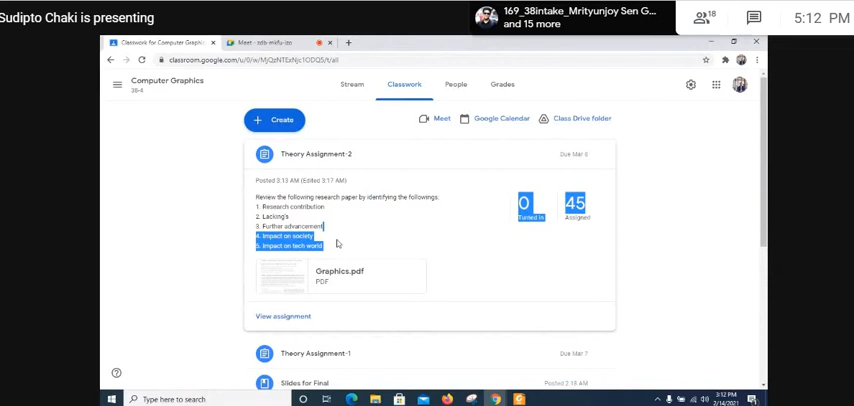 Sudipto Chaki is presenting
169_38intake_Mrityunjoy Sen G...
and 15 more
18
5:12 PM
Classwork for Computer Graphi
Meet
classroom.google.com/u/0/w/MjQzNTExNjc1ODQ5/t/all
Computer Graphics
Stream
Classwork
People
Grades
Create
Meet
Google Calendar
Class Drive folder
Theory Assignment-2
Due Mar 8
Posted 3:13 AM (Edited 3:17 AM)
Review the following research paper by identifying the followings:
1. Research contribution
2. Lacking's
3. Further advancement
4. Impact on society
5. Impact on tech world
0
Turned in
45
Assigned
Graphics.pdf
PDF
View assignment
Theory Assignment-1
Due Mar 7
Slides for Final
Posted 2:18 AM
Type here to search
3:12 PM
2/14/2021